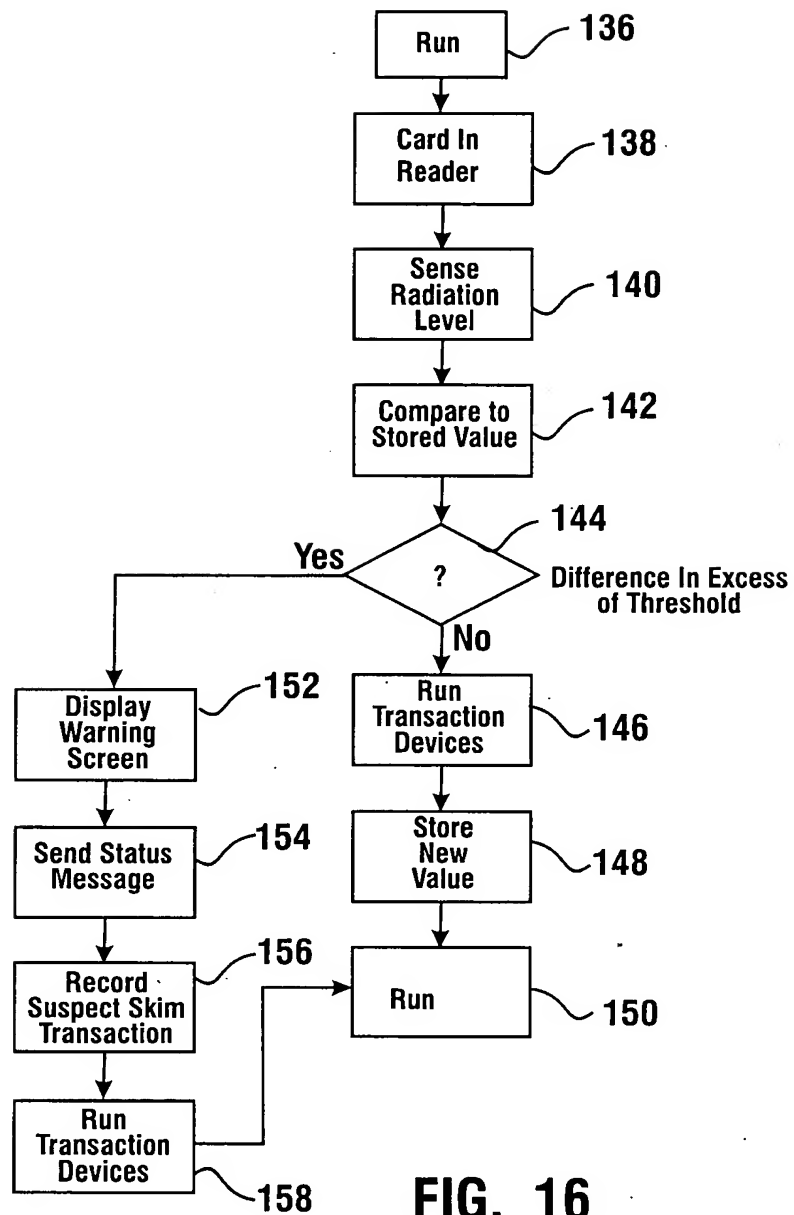 Run
136
Card In
Reader
138
Sense
Radiation
Level
140
Compare to
Stored Value
142
144
Yes
?
Difference In Excess
of Threshold
No
Run
Transaction
Devices
146
Store
New
Value
148
Run
150
Display
Warning
Screen
152
Send Status
Message
154
Record
Suspect Skim
Transaction
156
Run
Transaction
Devices
158
FIG. 16